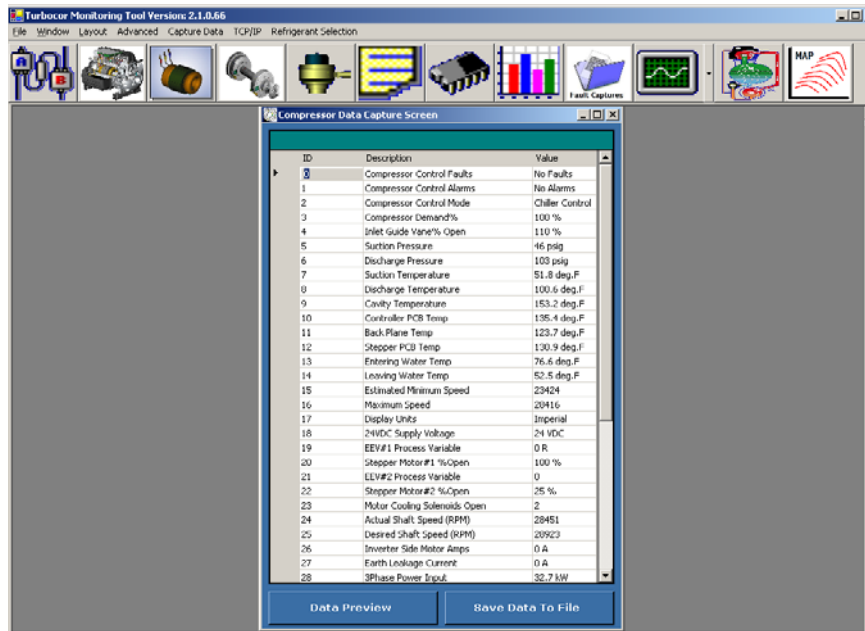 Turbocor Monitoring Tool Version: 2.1.0.66
File Window Layout Advanced Capture Data TCP/IP Refrigerant Selection
A B MAP
Fault Captures
Compressor Data Capture Screen
ID Description Value
0 Compressor Control Faults No Faults
1 Compressor Control Alarms No Alarms
2 Compressor Control Mode Chiller Control
3 Compressor Demand% 100 %
4 Inlet Guide Vane% Open 110 %
5 Suction Pressure 46 psig
6 Discharge Pressure 103 psig
7 Suction Temperature 51.8 deg.F
8 Discharge Temperature 100.6 deg.F
9 Cavity Temperature 153.2 deg.F
10 Controller PCB Temp 135.4 deg.F
11 Back Plane Temp 123.7 deg.F
12 Stepper PCB Temp 130.9 deg.F
13 Entering Water Temp 76.6 deg.F
14 Leaving Water Temp 52.5 deg.F
15 Estimated Minimum Speed 23424
16 Maximum Speed 28416
17 Display Units Imperial
18 24VDC Supply Voltage 24 VDC
19 EEV#1 Process Variable 0 R
20 Stepper Motor#1 %Open 100 %
21 EEV#2 Process Variable 0
22 Stepper Motor#2 %Open 25 %
23 Motor Cooling Solenoids Open 2
24 Actual Shaft Speed (RPM) 28451
25 Desired Shaft Speed (RPM) 28923
26 Inverter Side Motor Amps 0 A
27 Earth Leakage Current 0 A
28 3Phase Power Input 32.7 kW
Data Preview Save Data To File